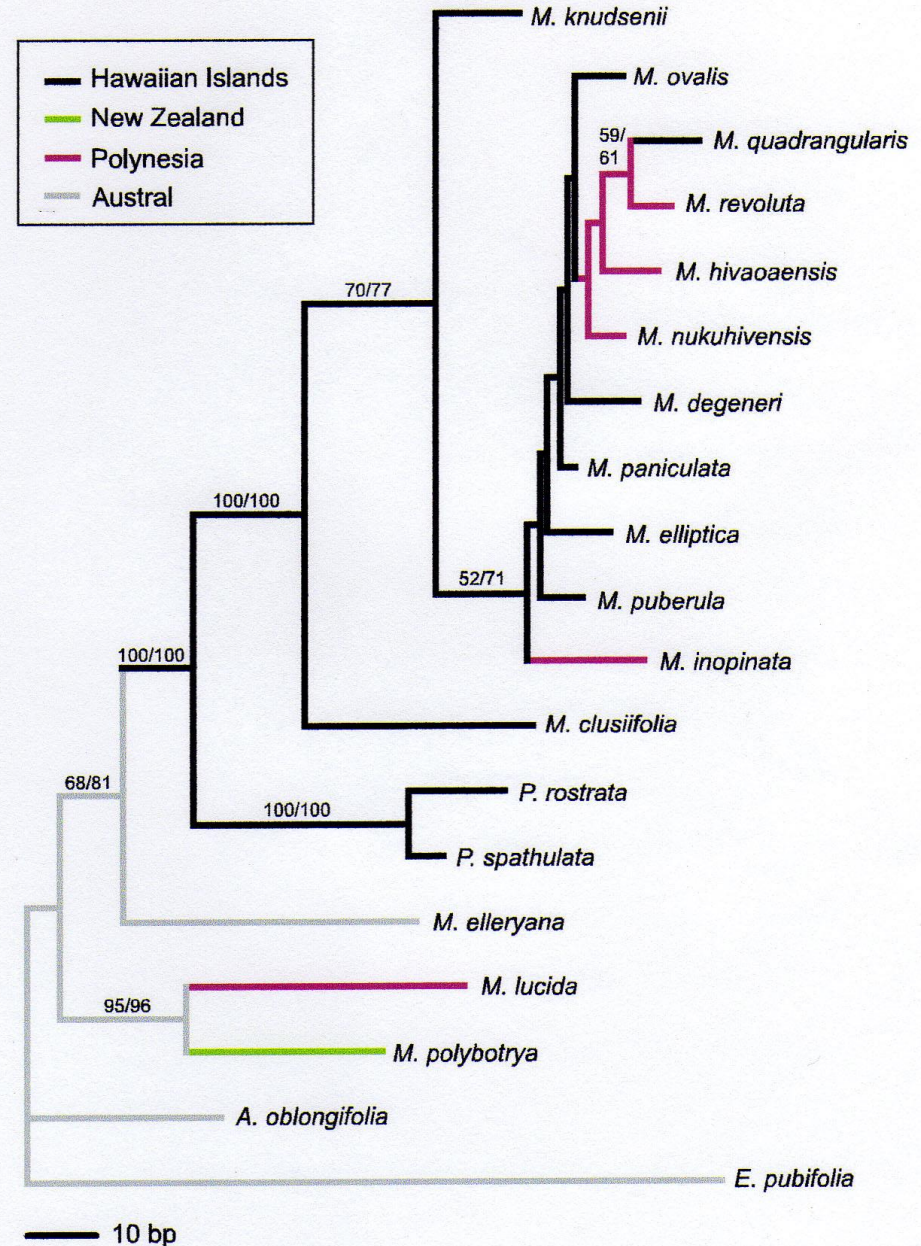 M. knudsenii
Hawaiian Islands
New Zealand
Polynesia
Austral
M. ovalis
59/
61
M. quadrangularis
M. revoluta
M. hivaoaensis
70/77
M. nukuhivensis
M. degeneri
M. paniculata
100/100
M. elliptica
52/71
M. puberula
100/100
M. inopinata
M. clusiifolia
68/81
P. rostrata
100/100
P. spathulata
M. elleryana
M. lucida
95/96
M. polybotrya
A. oblongifolia
E. pubifolia
10 bp